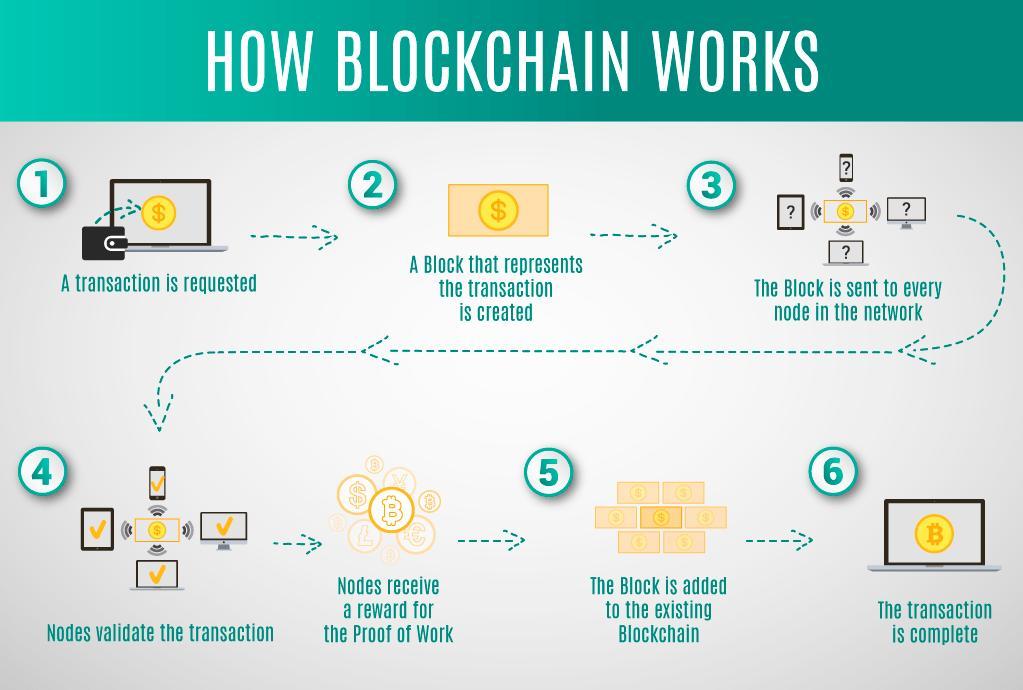 HOW BLOCKCHAIN WORKS
1
A transaction is requested
2
A Block that represents
the transaction
is created
3
The Block is sent to every
node in the network
4
Nodes validate the transaction
Nodes receive
a reward for
the Proof of Work
5
The Block is added
to the existing
Blockchain
6
The transaction
is complete